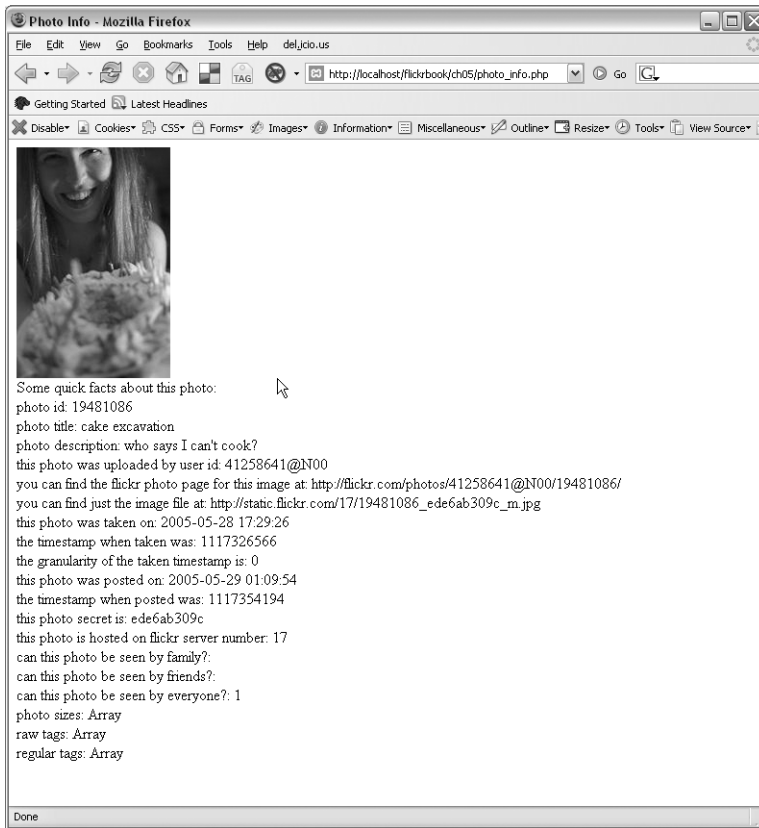 Photo Info - Mozilla Firefox
File Edit View Go Bookmarks Tools Help del.icio.us
TAG http://localhost/flickrbook/ch05/photo_info.php Go G
Getting Started Latest Headlines
Disable Cookies CSS Forms Images Information Miscellaneous Outline Resize Tools View Source
Some quick facts about this photo:
photo id: 19481086
photo title: cake excavation
photo description: who says I can't cook?
this photo was uploaded by user id: 41258641@N00
you can find the flickr photo page for this image at: http://flickr.com/photos/41258641@N00/19481086/
you can find just the image file at: http://static.flickr.com/17/19481086_ede6ab309c_m.jpg
this photo was taken on: 2005-05-28 17:29:26
the timestamp when taken was: 1117326566
the granularity of the taken timestamp is: 0
this photo was posted on: 2005-05-29 01:09:54
the timestamp when posted was: 1117354194
this photo secret is: ede6ab309c
this photo is hosted on flickr server number: 17
can this photo be seen by family?:
can this photo be seen by friends?:
can this photo be seen by everyone?: 1
photo sizes: Array
raw tags: Array
regular tags: Array
Done